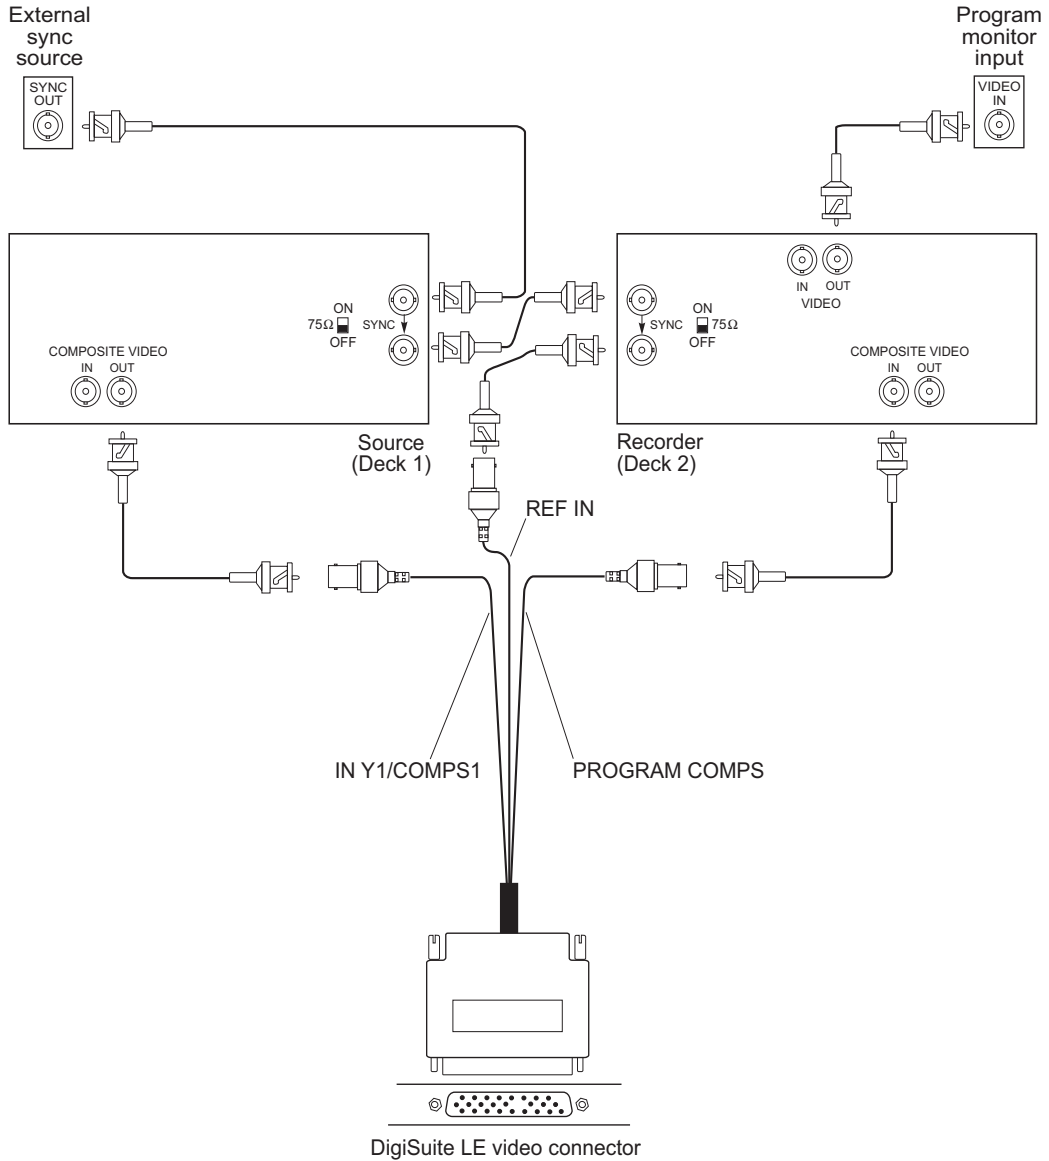 External
sync
source
SYNC
OUT
Program
monitor
input
VIDEO
IN
IN OUT
VIDEO
ON
75Ω
OFF
SYNC
COMPOSITE VIDEO
IN OUT
Source
(Deck 1)
SYNC
ON
75Ω
OFF
COMPOSITE VIDEO
IN OUT
Recorder
(Deck 2)
REF IN
IN Y1/COMPS1
PROGRAM COMPS
DigiSuite LE video connector